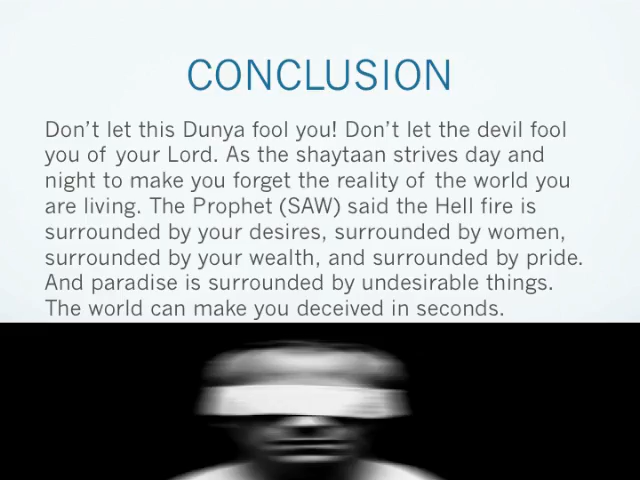 CONCLUSION
Don't let this Dunya fool you! Don't let the devil fool
you of your Lord. As the shaytaan strives day and
night to make you forget the reality of the world you
are living. The Prophet (SAW) said the Hell fire is
surrounded by your desires, surrounded by women,
surrounded by your wealth, and surrounded by pride.
And paradise is surrounded by undesirable things.
The world can make you deceived in seconds.